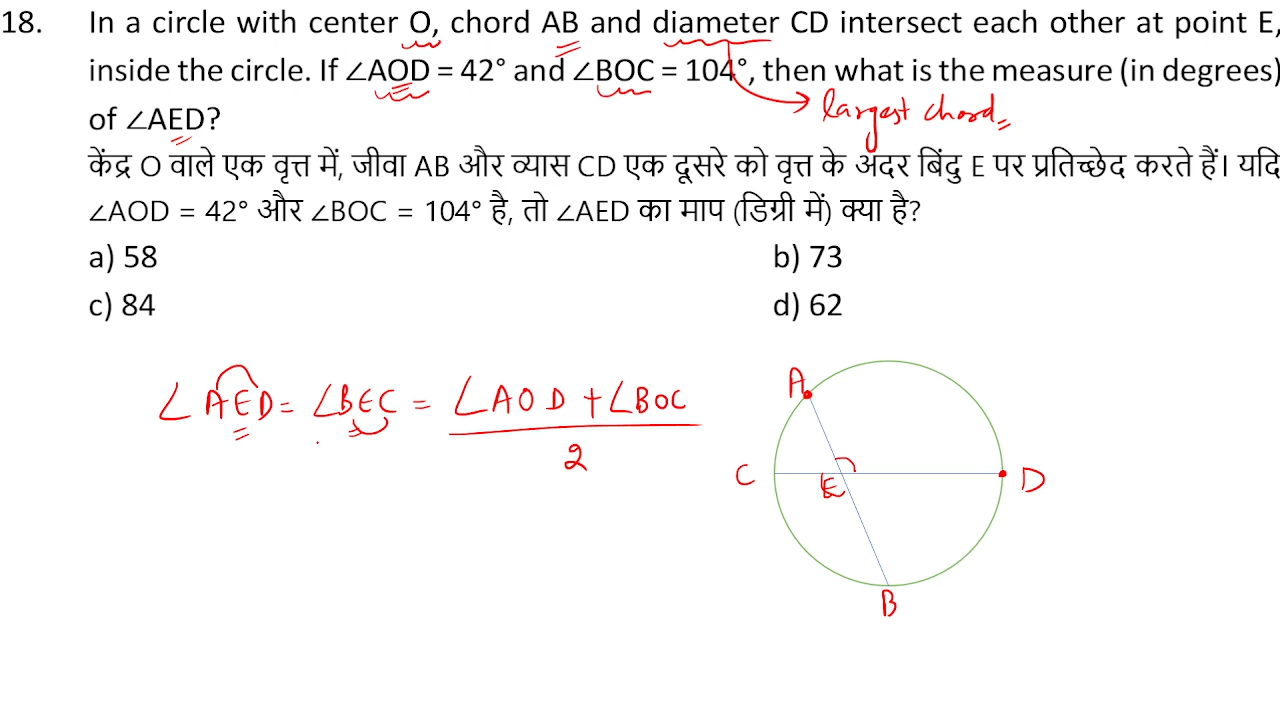 18. In a circle with center O, chord AB and diameter CD intersect each other at point E,
inside the circle. If ∠AOD = 42° and ∠BOC = 104°, then what is the measure (in degrees)
largest chord
of ∠AED?
केंद्र O वाले एक वृत्त में, जीवा AB और व्यास CD एक दूसरे को वृत्त के अंदर बिंदु E पर प्रतिच्छेद करते हैं। यदि
∠AOD = 42° और ∠BOC = 104° है, तो ∠AED का माप (डिग्री में) क्या है?
a) 58 b) 73
c) 84 d) 62
∠AED = ∠BEC = ∠AOD + ∠BOC
2
A
C E D
B